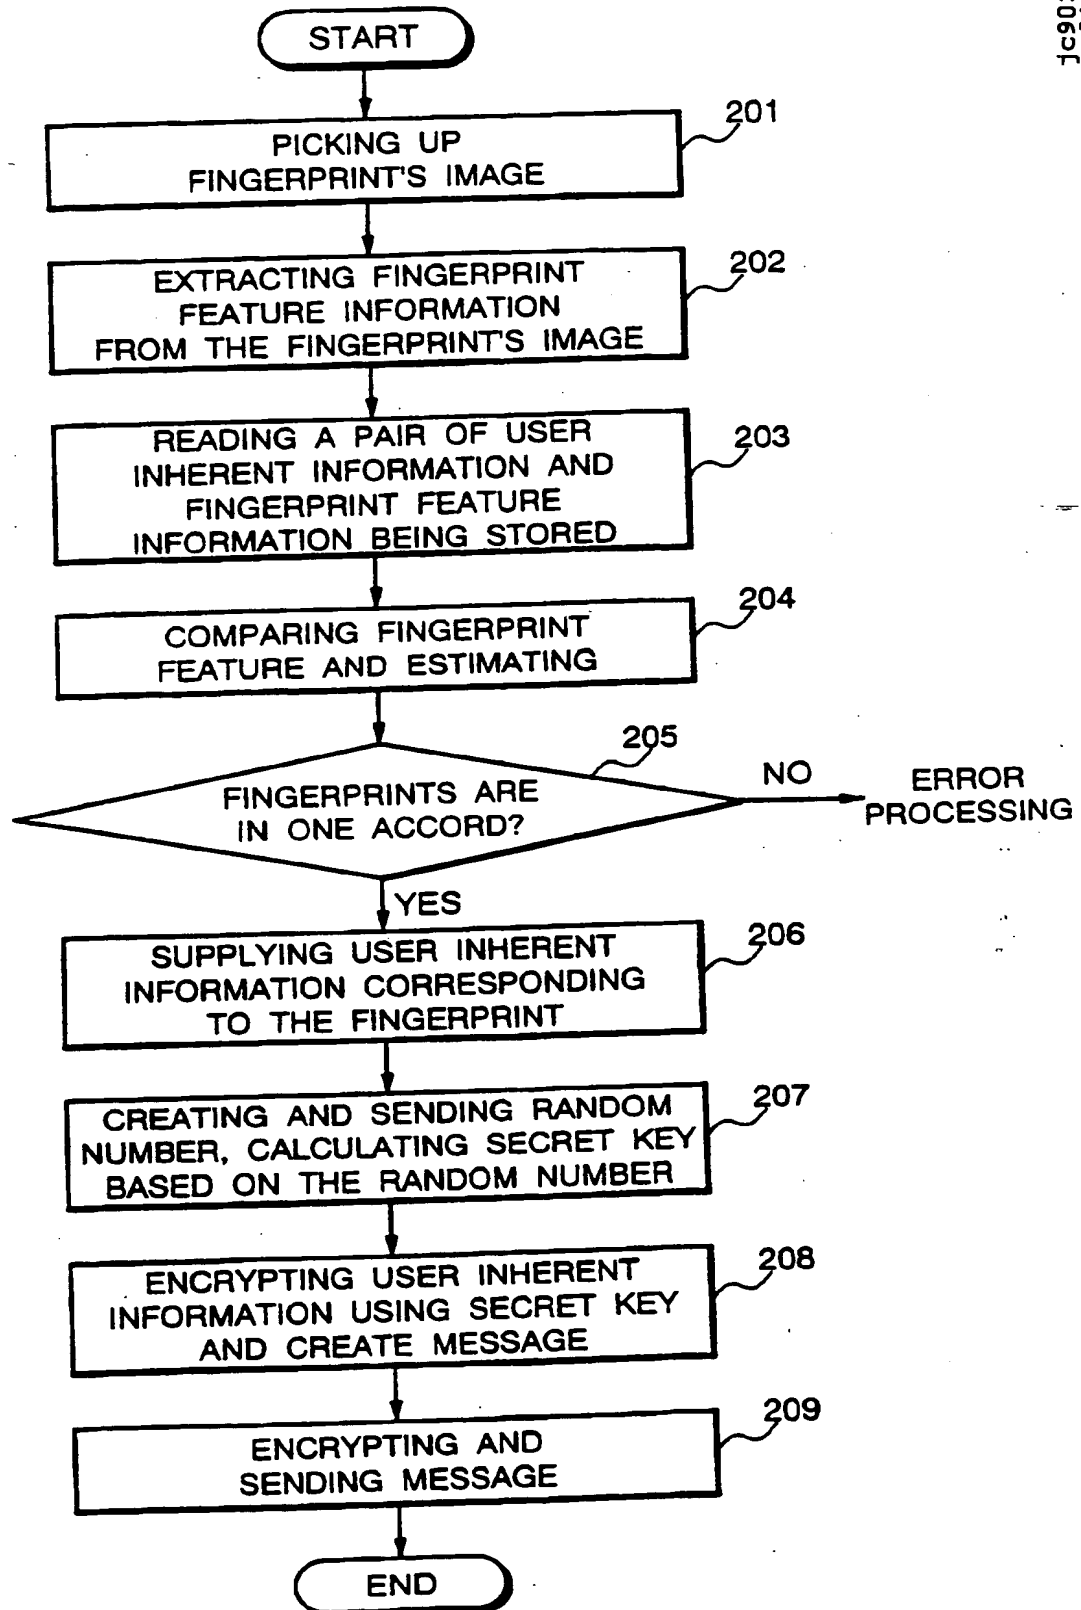 START
201
PICKING UP
FINGERPRINT'S IMAGE
202
EXTRACTING FINGERPRINT
FEATURE INFORMATION
FROM THE FINGERPRINT'S IMAGE
203
READING A PAIR OF USER
INHERENT INFORMATION AND
FINGERPRINT FEATURE
INFORMATION BEING STORED
204
COMPARING FINGERPRINT
FEATURE AND ESTIMATING
205
FINGERPRINTS ARE
IN ONE ACCORD?
NO
ERROR
PROCESSING
YES
206
SUPPLYING USER INHERENT
INFORMATION CORRESPONDING
TO THE FINGERPRINT
207
CREATING AND SENDING RANDOM
NUMBER, CALCULATING SECRET KEY
BASED ON THE RANDOM NUMBER
208
ENCRYPTING USER INHERENT
INFORMATION USING SECRET KEY
AND CREATE MESSAGE
209
ENCRYPTING AND
SENDING MESSAGE
END